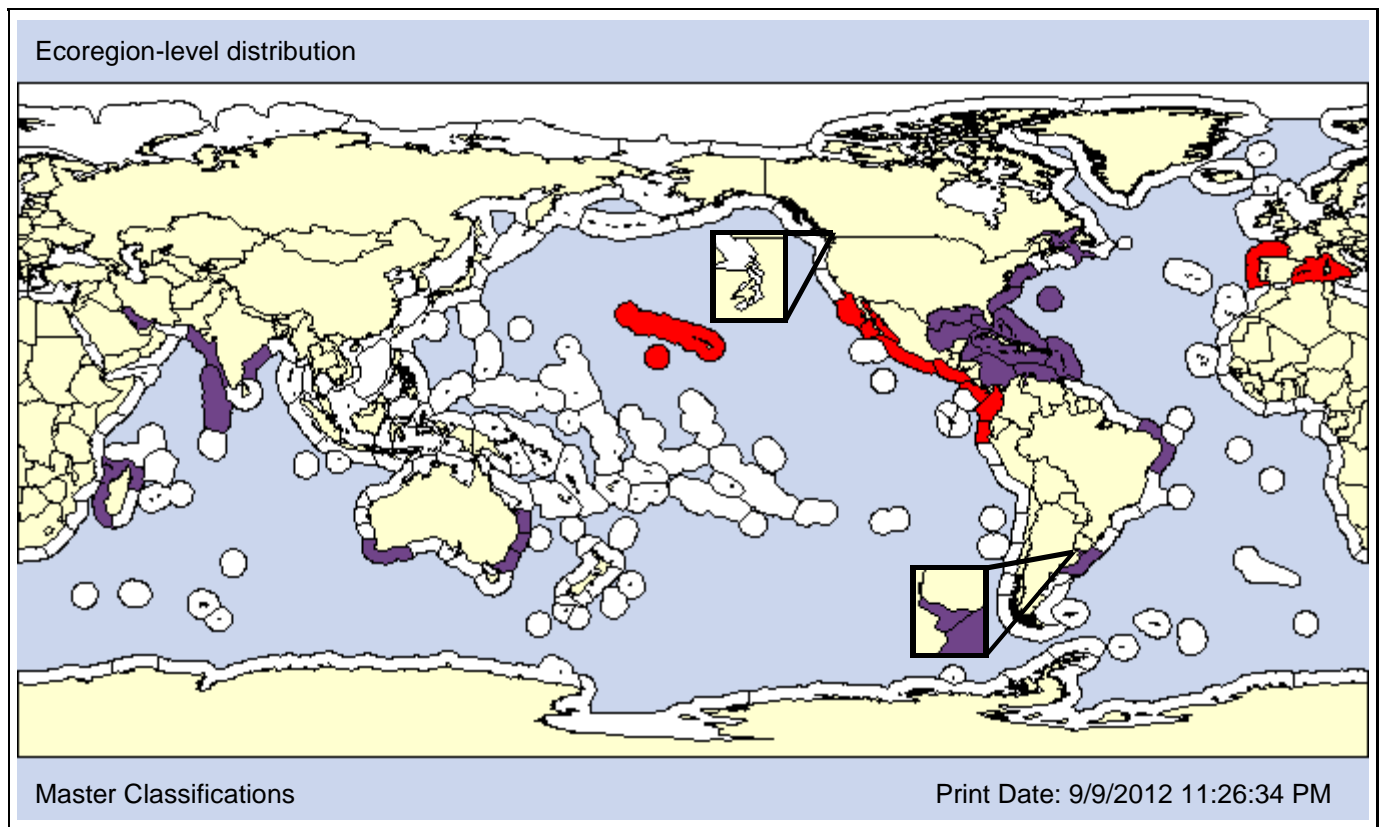 Ecoregion-level distribution
Master Classifications
Print Date: 9/9/2012 11:26:34 PM